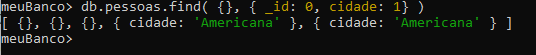 meuBanco> db.pessoas.find( {}, { _id: 0, cidade: 1} )
[ {}, {}, {}, { cidade: 'Americana' }, { cidade: 'Americana' } ]
meuBanco>